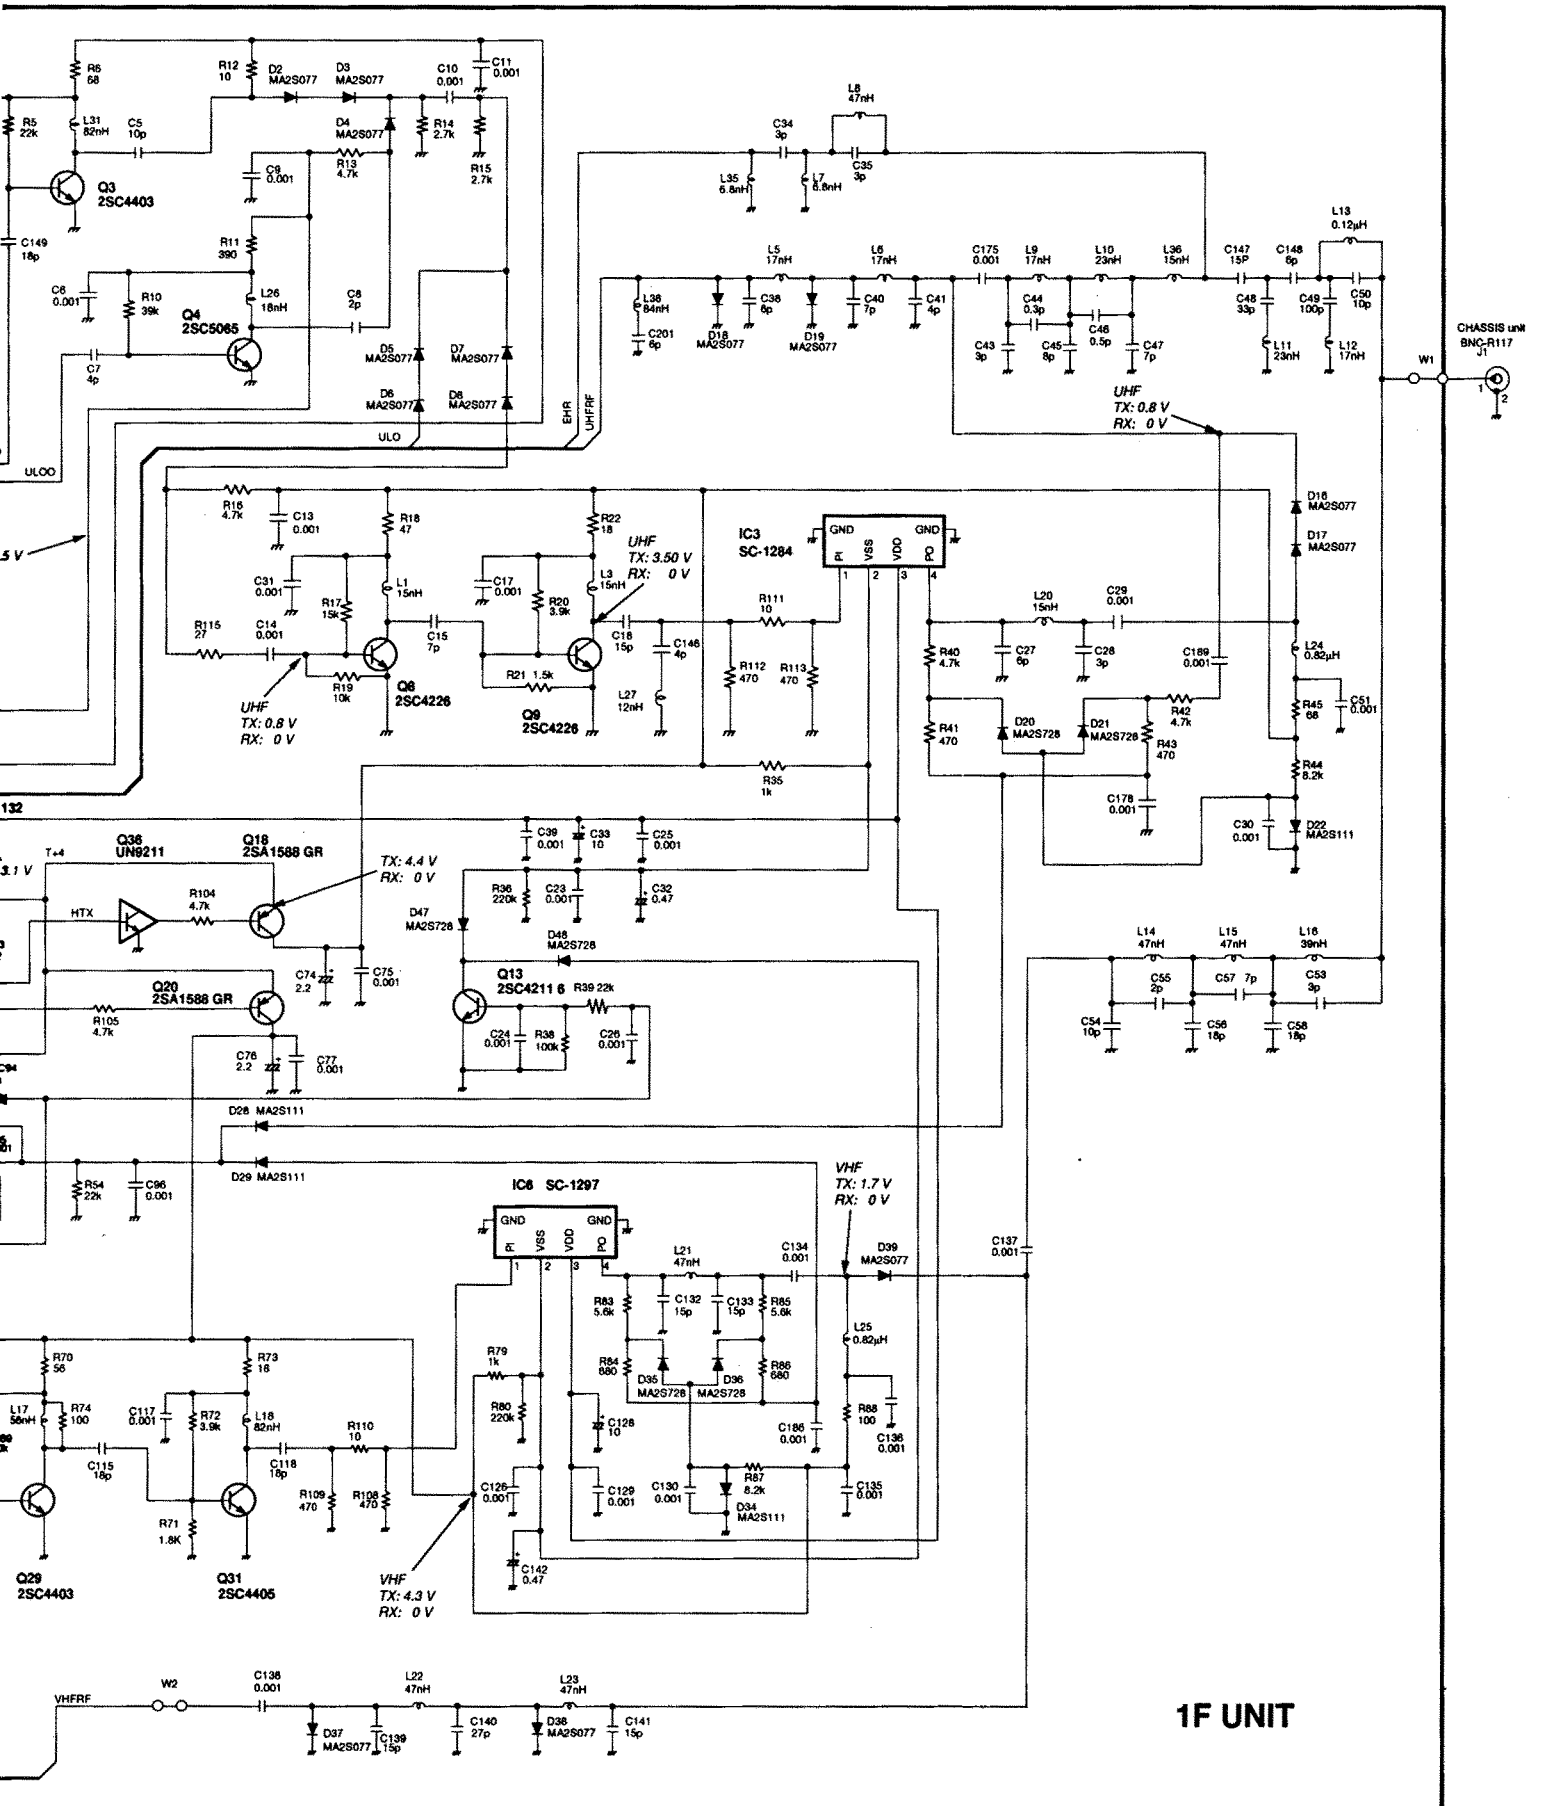 R6
68
R12
10
D2
MA2S077
D3
MA2S077
C10
0.001
C11
0.001
R5
22k
L31
82nH
C5
10p
D4
MA2S077
R14
2.7k
R15
2.7k
R13
4.7k
C9
0.001
Q3
2SC4403
C149
18p
R11
390
C6
0.001
R10
39k
L26
18nH
C8
2p
Q4
2SC5065
C7
4p
D5
MA2S077
D7
MA2S077
D6
MA2S077
D8
MA2S077
ULO
ULOO
EHR
UHFRF
L8
47nH
C34
3p
C35
3p
L35
6.8nH
L7
6.8nH
L5
17nH
L6
17nH
C175
0.001
L9
17nH
L10
23nH
L36
15nH
C147
15P
C148
6p
L13
0.12µH
L38
84nH
C201
6p
D18
MA2S077
C36
6p
D19
MA2S077
C40
7p
C41
4p
C44
0.3p
C43
3p
C45
8p
C46
0.5p
C47
7p
C48
33p
C49
100p
C50
10p
L11
23nH
L12
17nH
CHASSIS unit
BNC-R117
J1
W1
1
2
UHF
TX: 0.8 V
RX: 0 V
.5 V
R16
4.7k
C13
0.001
R18
47
R22
18
C31
0.001
R17
15k
L1
15nH
C17
0.001
R20
3.9k
L3
15nH
UHF
TX: 3.50 V
RX: 0 V
IC3
SC-1284
GND
GND
PI
VSS
VDD
PO
1
2
3
4
D16
MA2S077
D17
MA2S077
R115
27
C14
0.001
R19
10k
Q8
2SC4226
C15
7p
R21 1.5k
Q9
2SC4226
C18
15p
C146
4p
L27
12nH
R111
10
R112
470
R113
470
UHF
TX: 0.8 V
RX: 0 V
L20
15nH
C29
0.001
C27
6p
C28
3p
R40
4.7k
R41
470
D20
MA2S728
D21
MA2S728
R42
4.7k
R43
470
C189
0.001
C178
0.001
L24
0.82µH
R45
68
C51
0.001
R44
8.2k
C30
0.001
D22
MA2S111
R35
1k
132
3.1 V
T+4
Q36
UN9211
Q18
2SA1588 GR
TX: 4.4 V
RX: 0 V
HTX
R104
4.7k
C39
0.001
C33
10
C25
0.001
R36
220k
C23
0.001
C32
0.47
D47
MA2S728
D48
MA2S728
C74
2.2
C75
0.001
Q20
2SA1588 GR
R105
4.7k
C76
2.2
C77
0.001
Q13
2SC4211 6
R39 22k
C24
0.001
R38
100k
C26
0.001
C94
D28 MA2S111
D29 MA2S111
R54
22k
C96
0.001
L14
47nH
L15
47nH
L16
39nH
C55
2p
C57 7p
C53
3p
C54
10p
C56
18p
C58
18p
IC6 SC-1297
GND
GND
PI
VSS
VDD
PO
1
2
3
4
VHF
TX: 1.7 V
RX: 0 V
L21
47nH
C134
0.001
D39
MA2S077
C137
0.001
R83
5.6k
C132
15p
C133
15p
R85
5.6k
R84
680
D35
MA2S728
D36
MA2S728
R86
680
L25
0.82µH
R88
100
C136
0.001
C186
0.001
R87
8.2k
C130
0.001
D34
MA2S111
C135
0.001
R79
1k
R80
220k
C128
10
C126
0.001
C129
0.001
C142
0.47
VHF
TX: 4.3 V
RX: 0 V
R70
56
R73
16
L17
56nH
R74
100
C117
0.001
R72
3.9k
L18
82nH
C115
18p
C118
18p
R110
10
R109
470
R108
470
R71
1.8K
Q29
2SC4403
Q31
2SC4405
VHFRF
W2
C138
0.001
L22
47nH
L23
47nH
D37
MA2S077
C139
15p
C140
27p
D38
MA2S077
C141
15p
1F UNIT